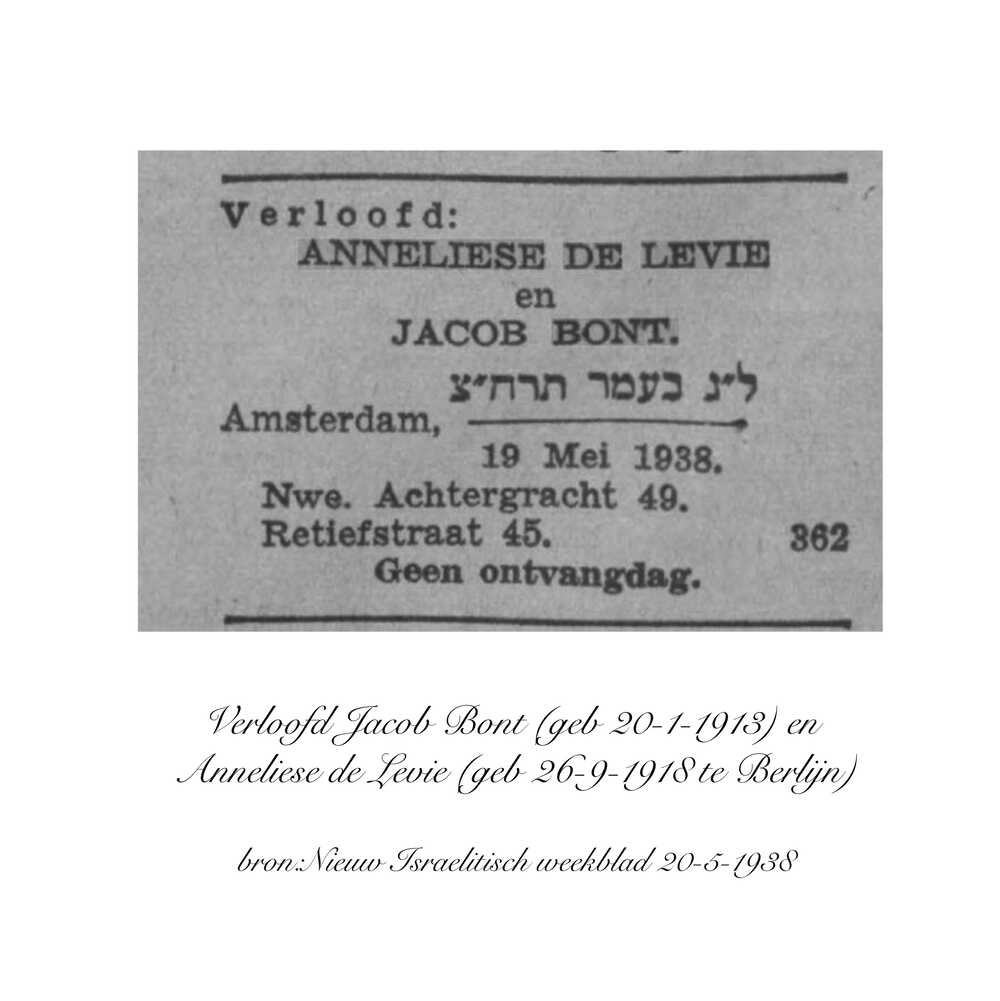 Verloofd:
ANNELIESE DE LEVIE
en
JACOB BONT.
ל״ג בעמר תרח״צ
Amsterdam,
19 Mei 1938.
Nwe. Achtergracht 49.
Retiefstraat 45. 362
Geen ontvangdag.
Verloofd Jacob Bont (geb 20-1-1913) en
Anneliese de Levie (geb 26-9-1918 te Berlijn)
bron:Nieuw Israelitisch weekblad 20-5-1938